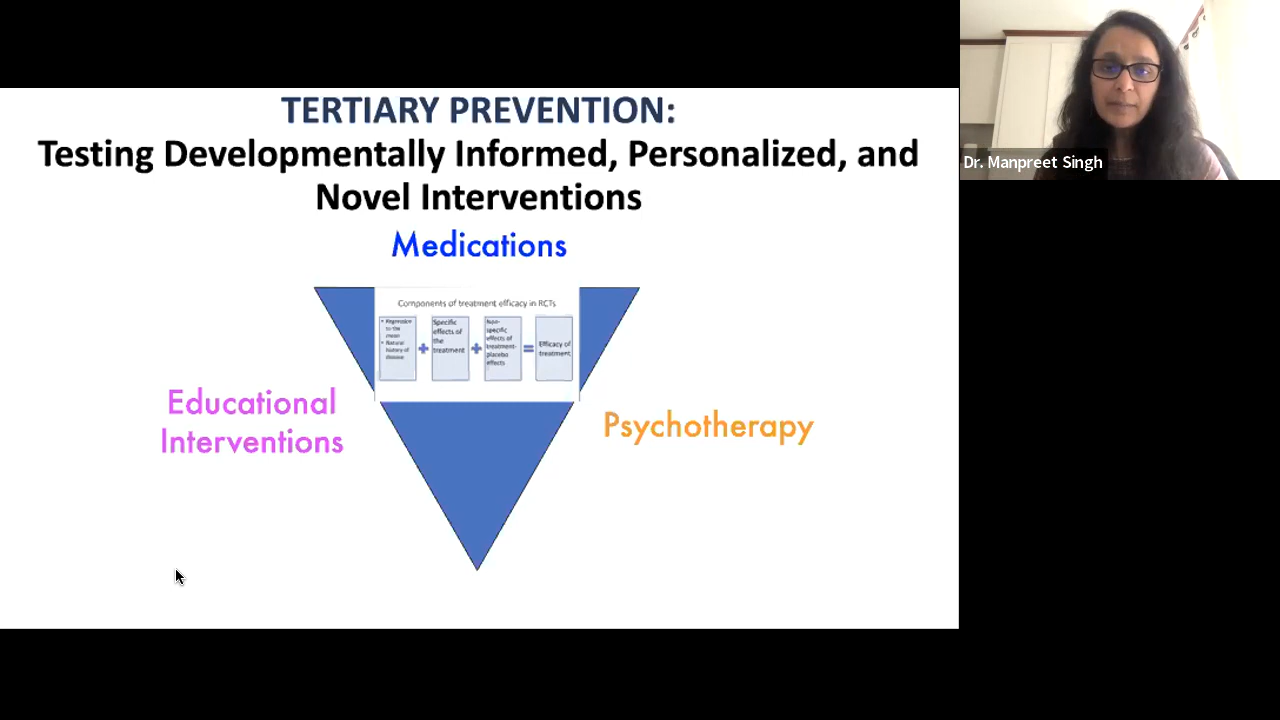 TERTIARY PREVENTION:
Testing Developmentally Informed, Personalized, and
Novel Interventions
Medications
Components of treatment efficacy in RCTs
• Regression
to the
mean
• Natural
history of
disease
+
Specific
effects of
the
treatment
+
Non-
specific
effects of
treatment-
placebo
effects
=
Efficacy of
treatment
Educational
Interventions
Psychotherapy
Dr. Manpreet Singh